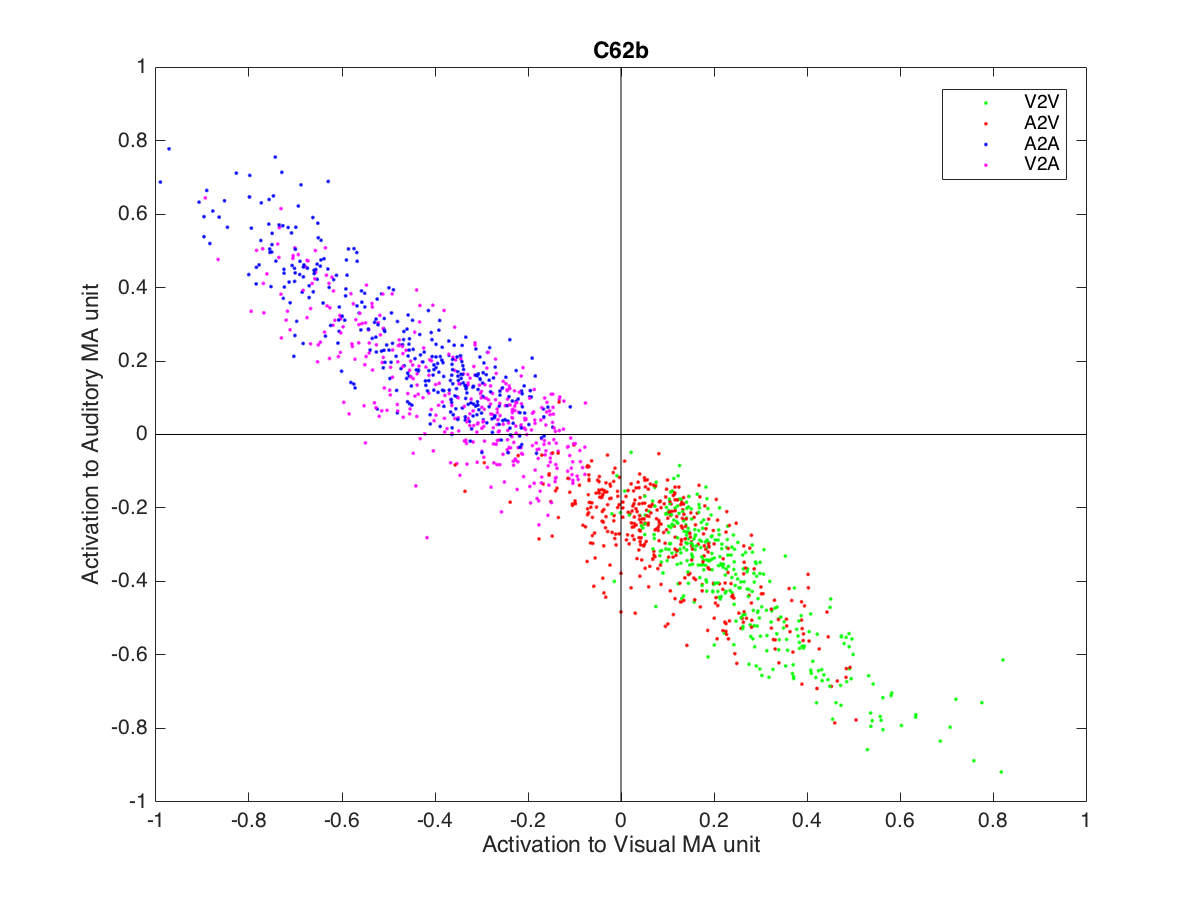 C62b
1
0.8
0.6
0.4
0.2
0
-0.2
-0.4
-0.6
-0.8
-1
Activation to Auditory MA unit
V2V
A2V
A2A
V2A
-1 -0.8 -0.6 -0.4 -0.2 0 0.2 0.4 0.6 0.8 1
Activation to Visual MA unit